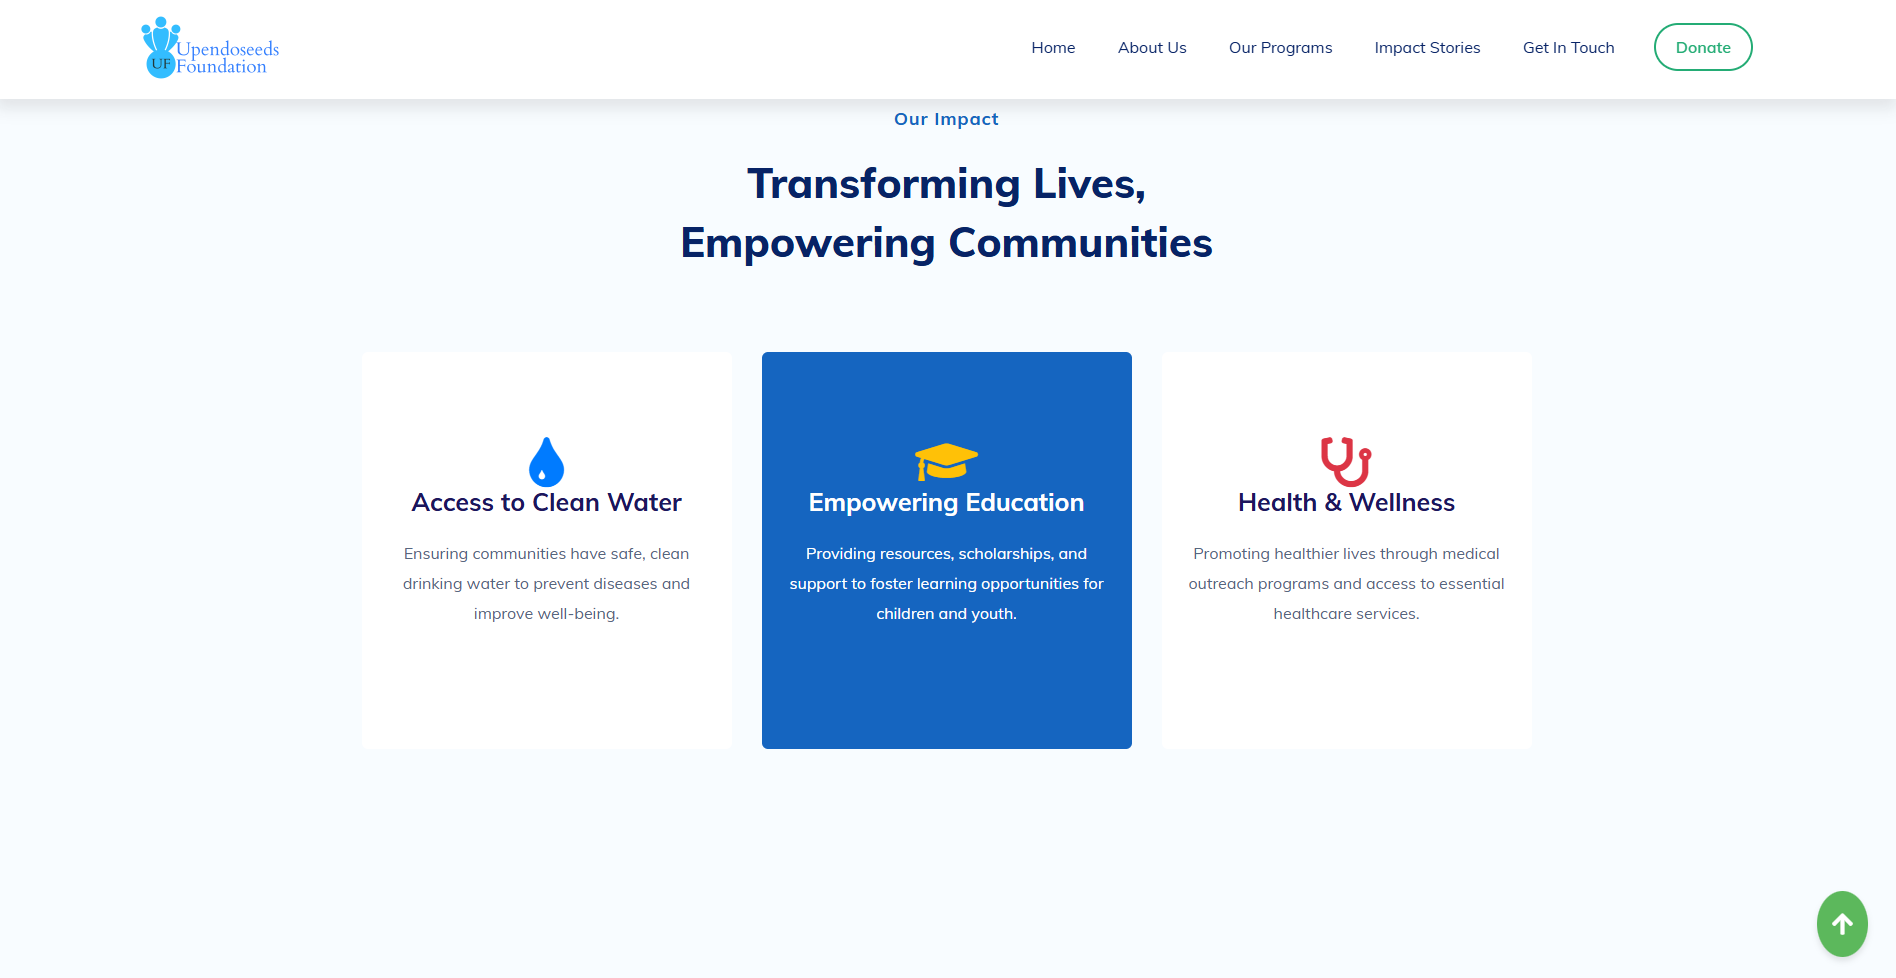 Upendoseeds
UF Foundation
Home
About Us
Our Programs
Impact Stories
Get In Touch
Donate
Our Impact
Transforming Lives,
Empowering Communities
Access to Clean Water
Ensuring communities have safe, clean
drinking water to prevent diseases and
improve well-being.
Empowering Education
Providing resources, scholarships, and
support to foster learning opportunities for
children and youth.
Health & Wellness
Promoting healthier lives through medical
outreach programs and access to essential
healthcare services.